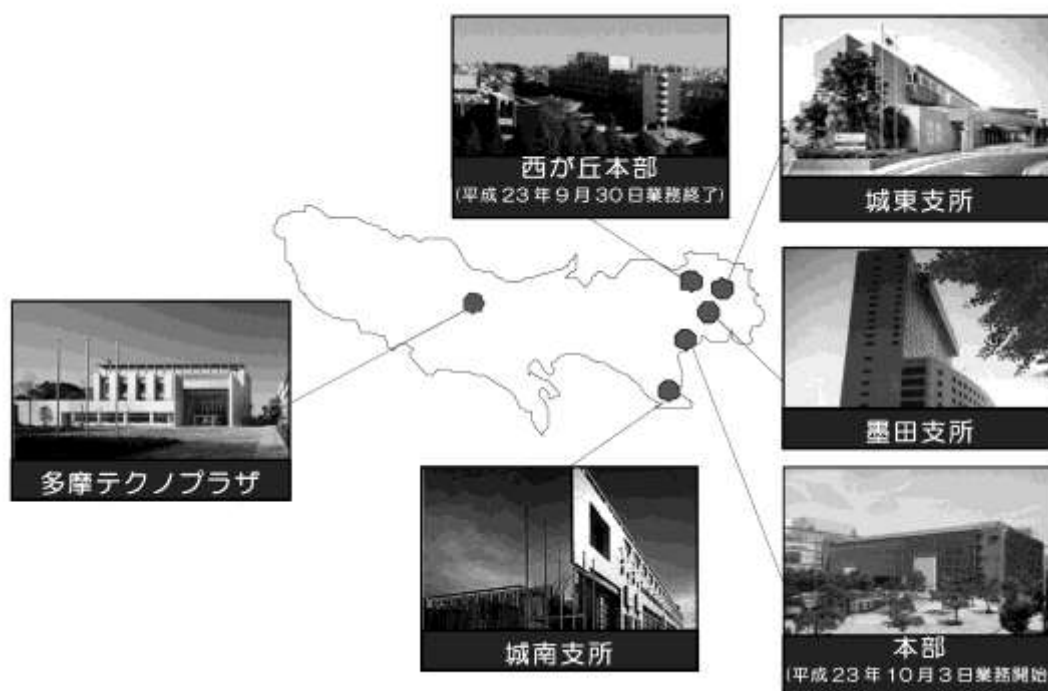 西が丘本部
(平成23年9月30日業務終了)
城東支所
墨田支所
多摩テクノプラザ
城南支所
本部
(平成23年10月3日業務開始